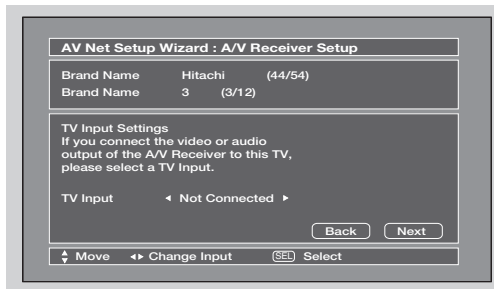 AV Net Setup Wizard : A/V Receiver Setup
Brand Name Hitachi (44/54)
Brand Name 3 (3/12)
TV Input Settings
If you connect the video or audio
output of the A/V Receiver to this TV,
please select a TV Input.
TV Input ◄ Not Connected ►
Back Next
Move Change Input SEL Select